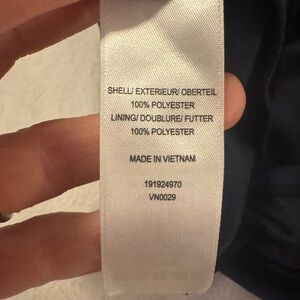 SHELL/ EXTERIEUR/ OBERTEIL
100% POLYESTER
LINING/ DOUBLURE/ FUTTER
100% POLYESTER
MADE IN VIETNAM
191924970
VN0029